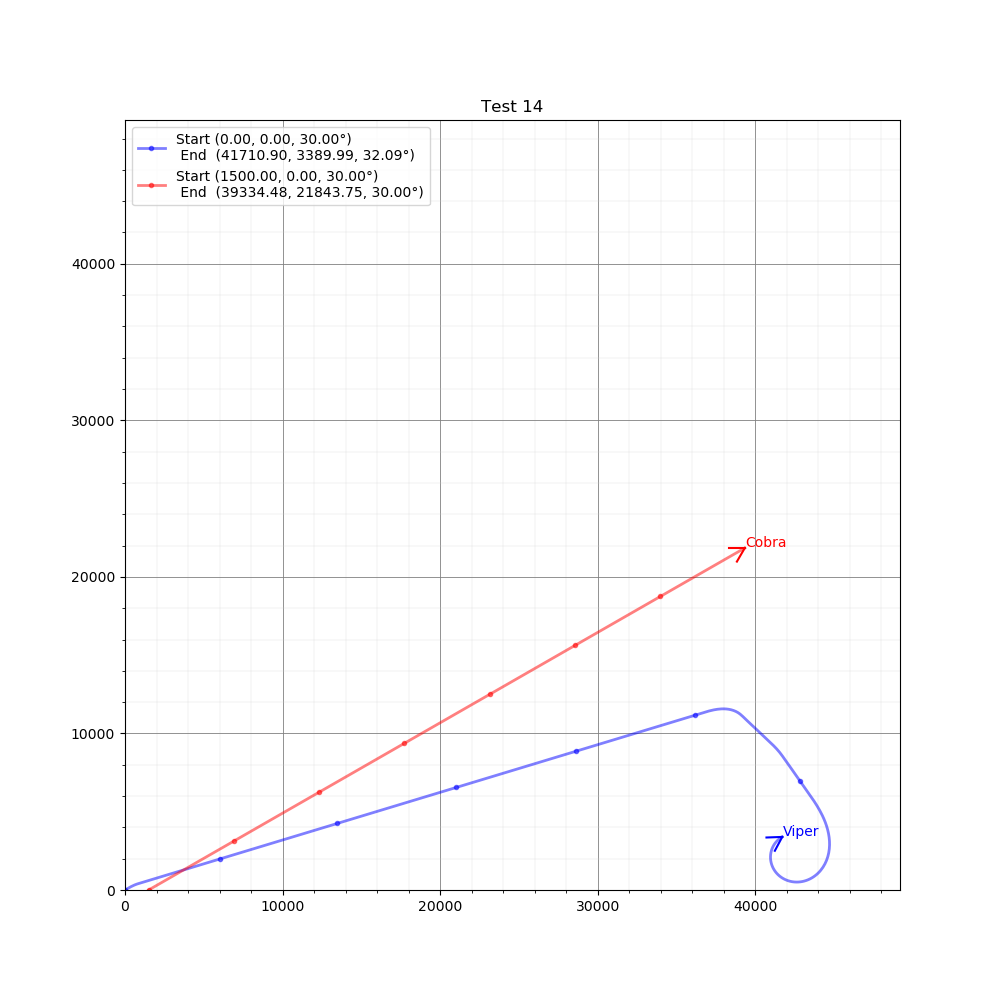 Test 14
Start (0.00, 0.00, 30.00°)
End (41710.90, 3389.99, 32.09°)
Start (1500.00, 0.00, 30.00°)
End (39334.48, 21843.75, 30.00°)
40000
30000
20000
10000
0
Cobra
Viper
0 10000 20000 30000 40000